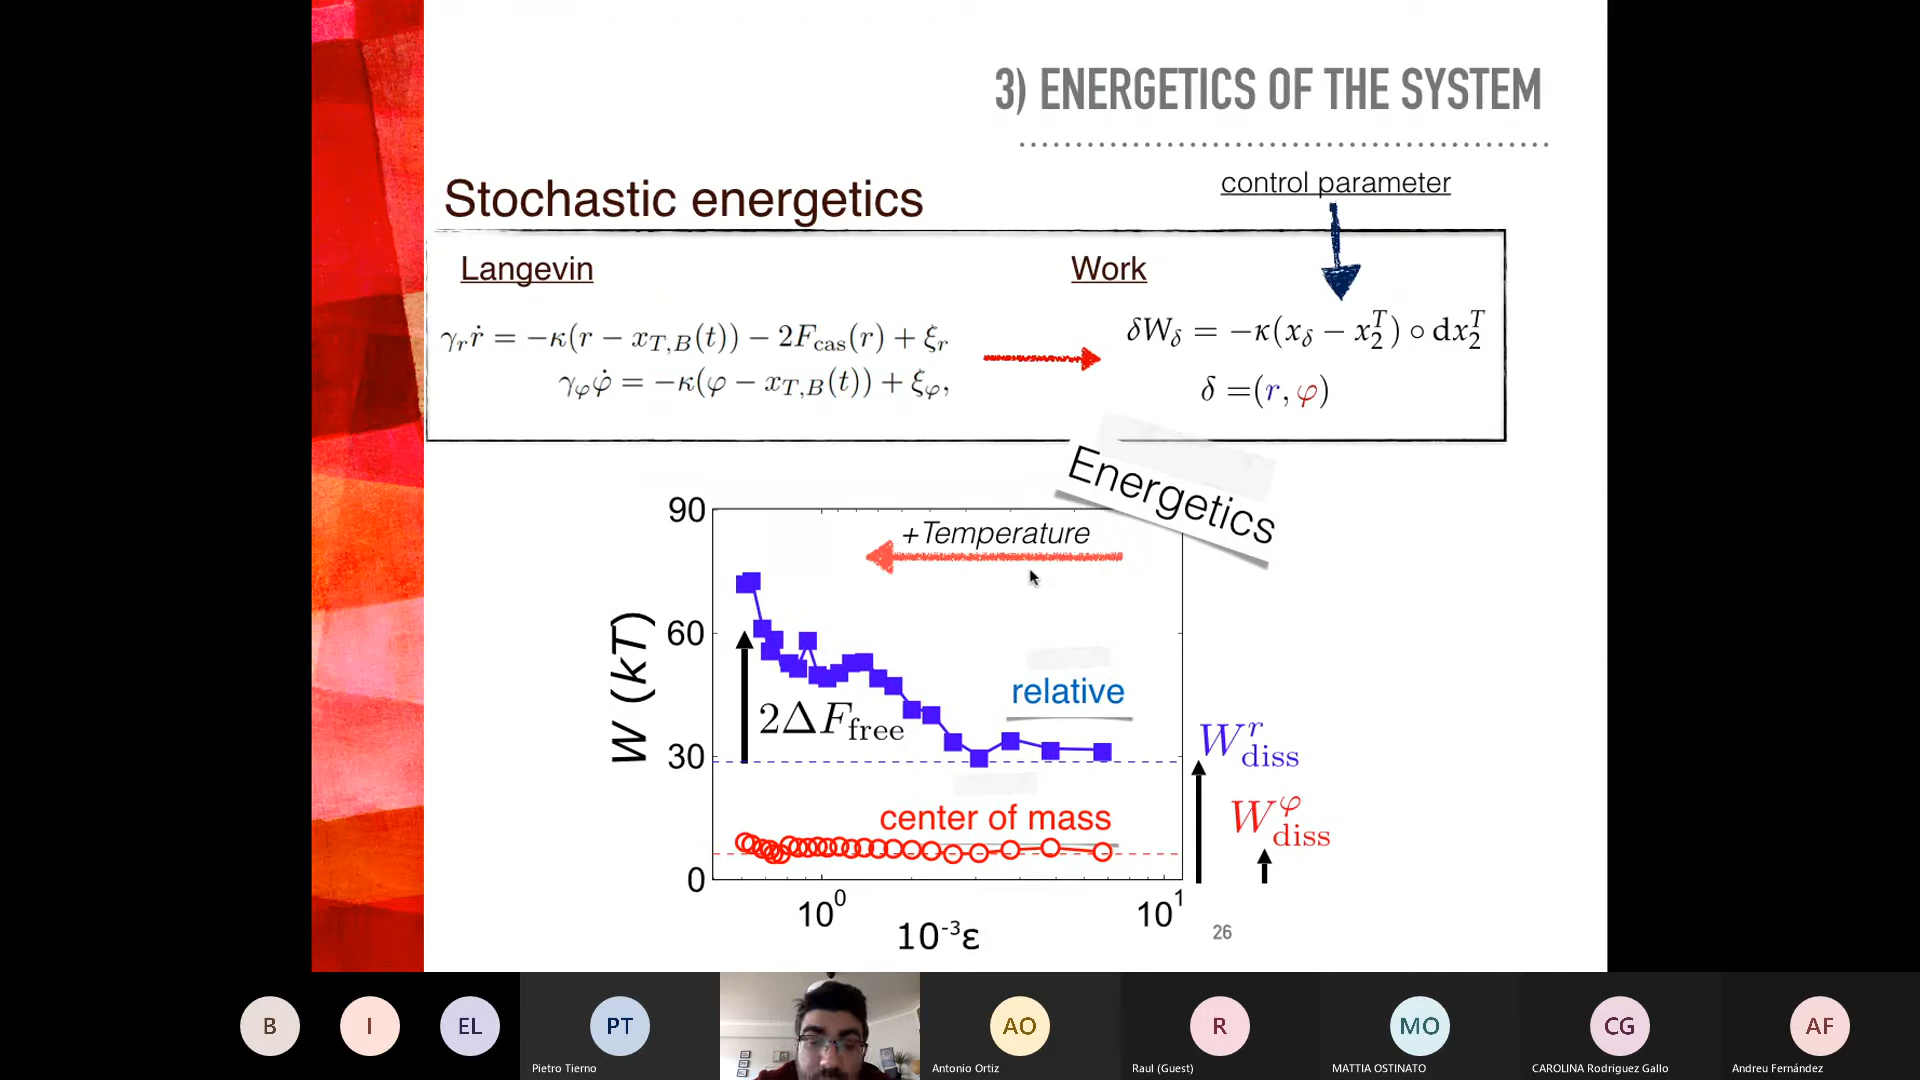 3) ENERGETICS OF THE SYSTEM
control parameter
Stochastic energetics
Langevin
Work
γ_r ṙ = −κ(r − x_{T,B}(t)) − 2F_cas(r) + ξ_r
γ_φ φ̇ = −κ(φ − x_{T,B}(t)) + ξ_φ,
δW_δ = −κ(x_δ − x_2^T) ∘ dx_2^T
δ =(r, φ)
Energetics
+Temperature
90
60
30
0
W (kT)
2ΔF_free
relative
center of mass
W^r_diss
W^φ_diss
10^0
10^1
10^-3 ε
26
B
I
EL
PT
AO
R
MO
CG
AF
Pietro Tierno
Antonio Ortiz
Raul (Guest)
MATTIA OSTINATO
CAROLINA Rodriguez Gallo
Andreu Fernández